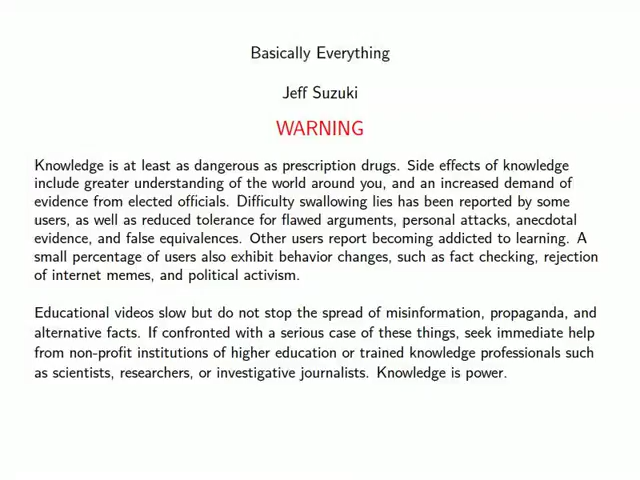 Basically Everything
Jeff Suzuki
WARNING
Knowledge is at least as dangerous as prescription drugs. Side effects of knowledge
include greater understanding of the world around you, and an increased demand of
evidence from elected officials. Difficulty swallowing lies has been reported by some
users, as well as reduced tolerance for flawed arguments, personal attacks, anecdotal
evidence, and false equivalences. Other users report becoming addicted to learning. A
small percentage of users also exhibit behavior changes, such as fact checking, rejection
of internet memes, and political activism.
Educational videos slow but do not stop the spread of misinformation, propaganda, and
alternative facts. If confronted with a serious case of these things, seek immediate help
from non-profit institutions of higher education or trained knowledge professionals such
as scientists, researchers, or investigative journalists. Knowledge is power.